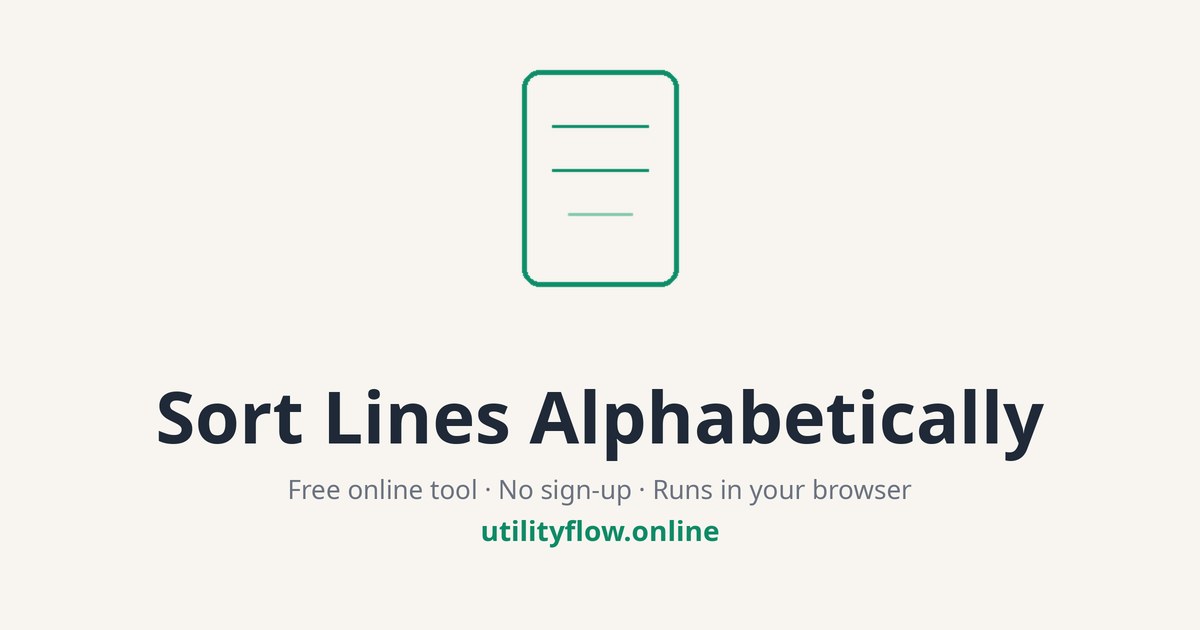 Sort Lines Alphabetically
Free online tool · No sign-up · Runs in your browser
utilityflow.online